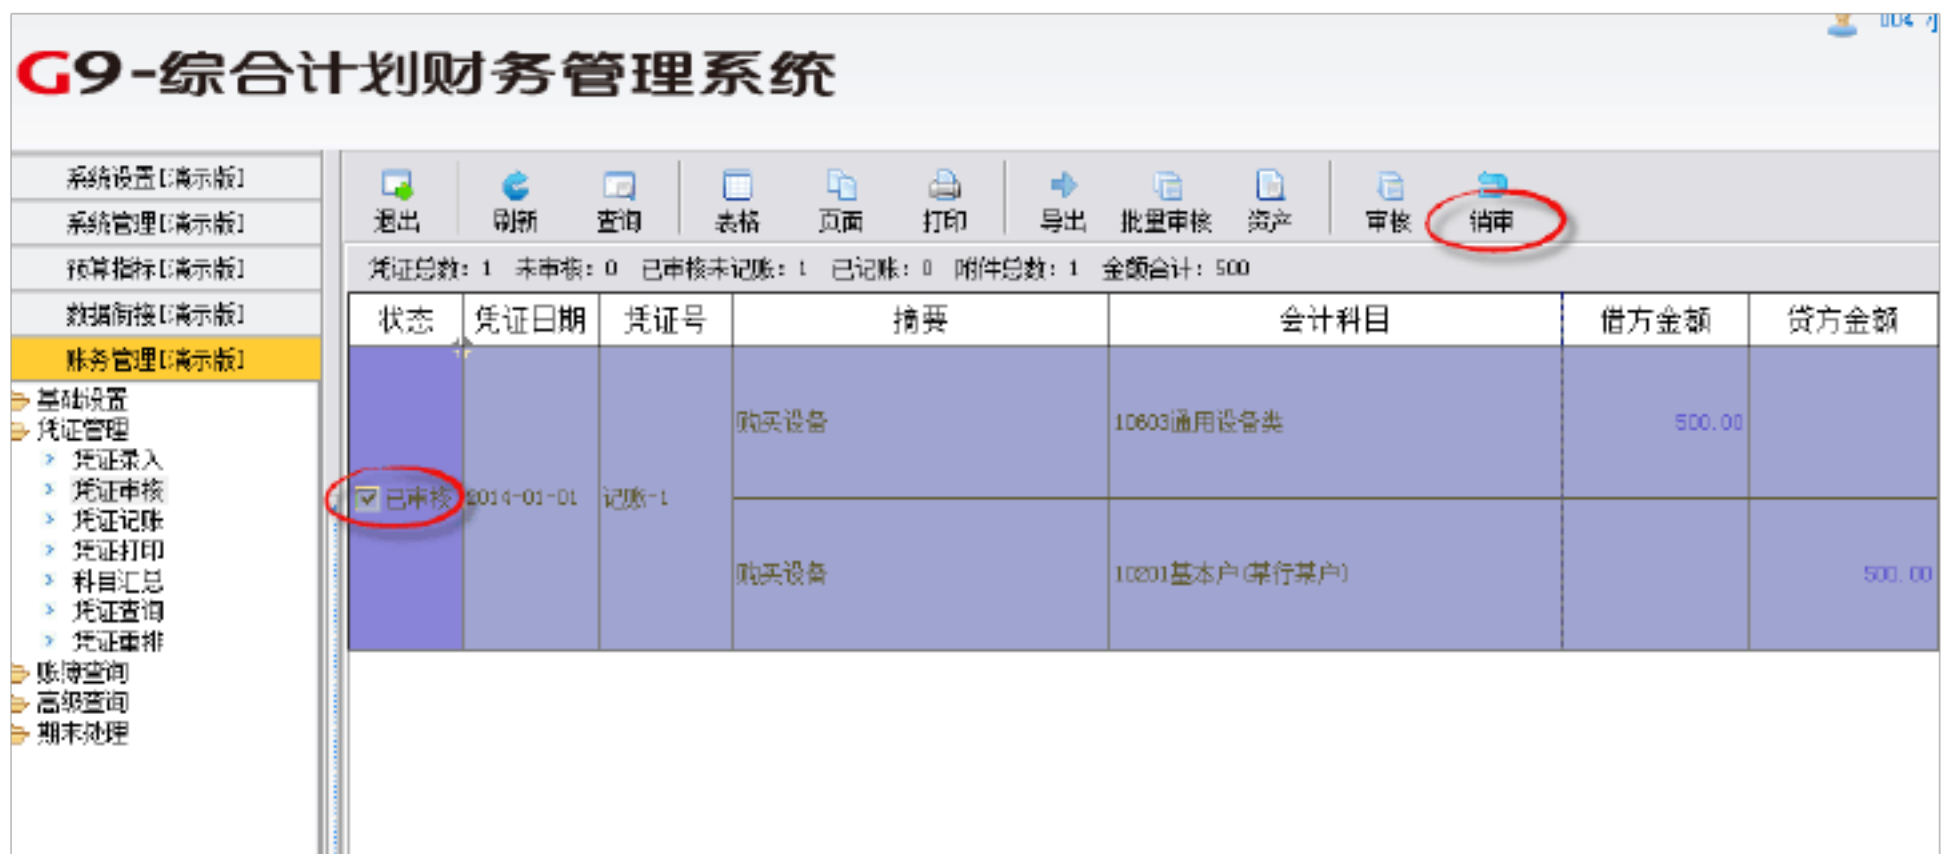 004
G9-综合计划财务管理系统
系统设置[演示版]
系统管理[演示版]
预算指标[演示版]
数据衔接[演示版]
账务管理[演示版]
基础设置
凭证管理
凭证录入
凭证审核
凭证记账
凭证打印
科目汇总
凭证查询
凭证重排
账簿查询
高级查询
期末处理
退出 刷新 查询 表格 页面 打印 导出 批量审核 资产 审核 销审
凭证总数: 1 未审核: 0 已审核未记账: 1 已记账: 0 附件总数: 1 金额合计: 500
状态 凭证日期 凭证号 摘要 会计科目 借方金额 贷方金额
购买设备 10603通用设备类 500.00
已审核 2014-01-01 记账-1
购买设备 10201基本户(某行某户) 500.00